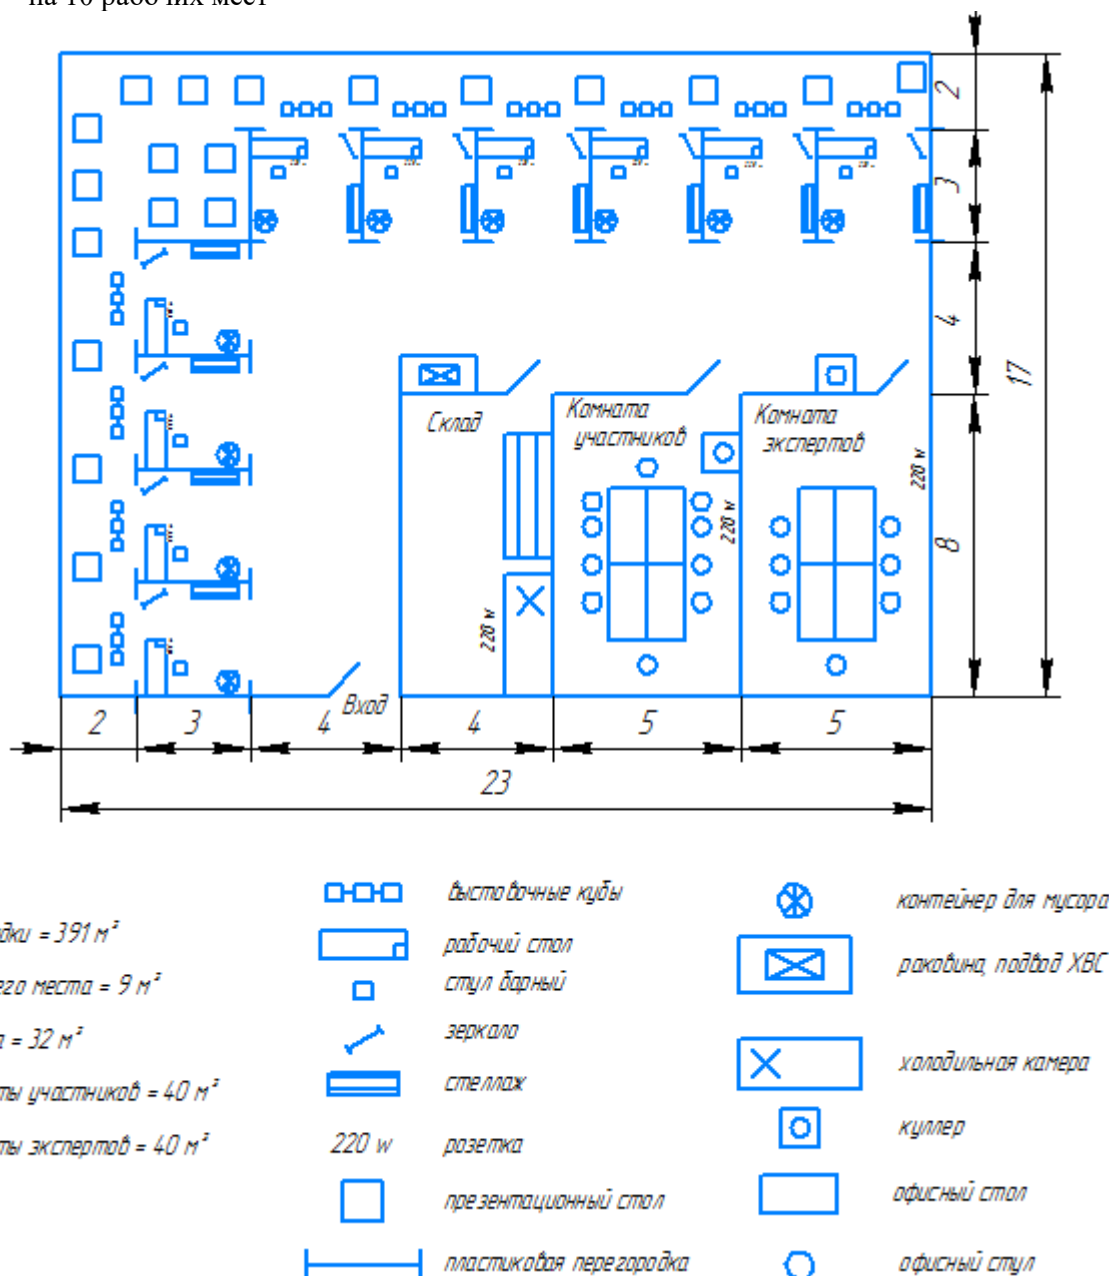 на 10 рабочих мест
2
3
4
17
8
Склад
Комната
участников
Комната
экспертов
220 w
220 w
220 w
Вход
2
3
4
4
5
5
23
дки = 391 м²
его места = 9 м²
а = 32 м²
ты участников = 40 м²
ты экспертов = 40 м²
выставочные кубы
рабочий стол
стул барный
зеркало
стеллаж
220 w розетка
презентационный стол
пластиковая перегородка
контейнер для мусора
раковина, подвод ХВС
холодильная камера
куллер
офисный стол
офисный стул